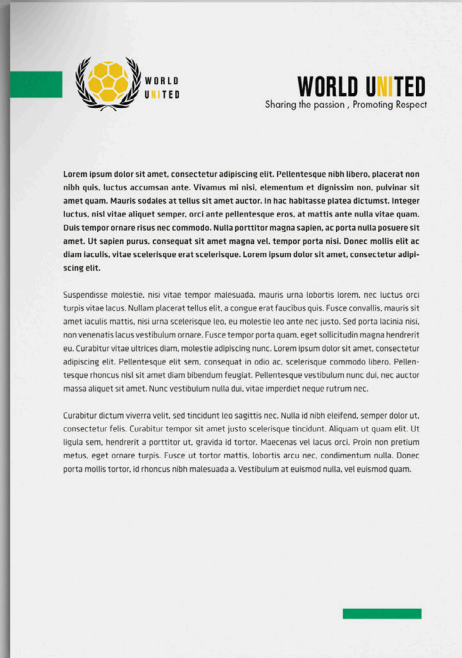 WORLD
UNITED
WORLD UNITED
Sharing the passion , Promoting Respect
Lorem ipsum dolor sit amet, consectetur adipiscing elit. Pellentesque nibh libero, placerat non
nibh quis, luctus accumsan ante. Vivamus mi nisi, elementum et dignissim non, pulvinar sit
amet quam. Mauris sodales at tellus sit amet auctor. In hac habitasse platea dictumst. Integer
luctus, nisl vitae aliquet semper, orci ante pellentesque eros, at mattis ante nulla vitae quam.
Duis tempor ornare risus nec commodo. Nulla porttitor magna sapien, ac porta nulla posuere sit
amet. Ut sapien purus, consequat sit amet magna vel, tempor porta nisi. Donec mollis elit ac
diam iaculis, vitae scelerisque erat scelerisque. Lorem ipsum dolor sit amet, consectetur adipi-
scing elit.
Suspendisse molestie, nisi vitae tempor malesuada, mauris urna lobortis lorem, nec luctus orci
turpis vitae lacus. Nullam placerat tellus elit, a congue erat faucibus quis. Fusce convallis, mauris sit
amet iaculis mattis, nisi urna scelerisque leo, eu molestie leo ante nec justo. Sed porta lacinia nisi,
non venenatis lacus vestibulum ornare. Fusce tempor porta quam, eget sollicitudin magna hendrerit
eu. Curabitur vitae ultrices diam, molestie adipiscing nunc. Lorem ipsum dolor sit amet, consectetur
adipiscing elit. Pellentesque elit sem, consequat in odio ac, scelerisque commodo libero. Pellen-
tesque rhoncus nisl sit amet diam bibendum feugiat. Pellentesque vestibulum nunc dui, nec auctor
massa aliquet sit amet. Nunc vestibulum nulla dui, vitae imperdiet neque rutrum nec.
Curabitur dictum viverra velit, sed tincidunt leo sagittis nec. Nulla id nibh eleifend, semper dolor ut,
consectetur felis. Curabitur tempor sit amet justo scelerisque tincidunt. Aliquam ut quam elit. Ut
ligula sem, hendrerit a porttitor ut, gravida id tortor. Maecenas vel lacus orci. Proin non pretium
metus, eget ornare turpis. Fusce ut tortor mattis, lobortis arcu nec, condimentum nulla. Donec
porta mollis tortor, id rhoncus nibh malesuada a. Vestibulum at euismod nulla, vel euismod quam.